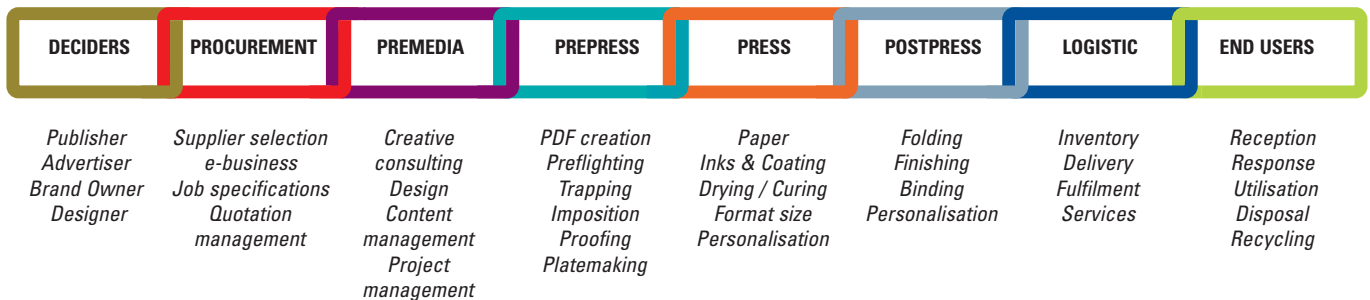 DECIDERS
PROCUREMENT
PREMEDIA
PREPRESS
PRESS
POSTPRESS
LOGISTIC
END USERS
Publisher
Advertiser
Brand Owner
Designer
Supplier selection
e-business
Job specifications
Quotation
management
Creative
consulting
Design
Content
management
Project
management
PDF creation
Preflighting
Trapping
Imposition
Proofing
Platemaking
Paper
Inks & Coating
Drying / Curing
Format size
Personalisation
Folding
Finishing
Binding
Personalisation
Inventory
Delivery
Fulfilment
Services
Reception
Response
Utilisation
Disposal
Recycling